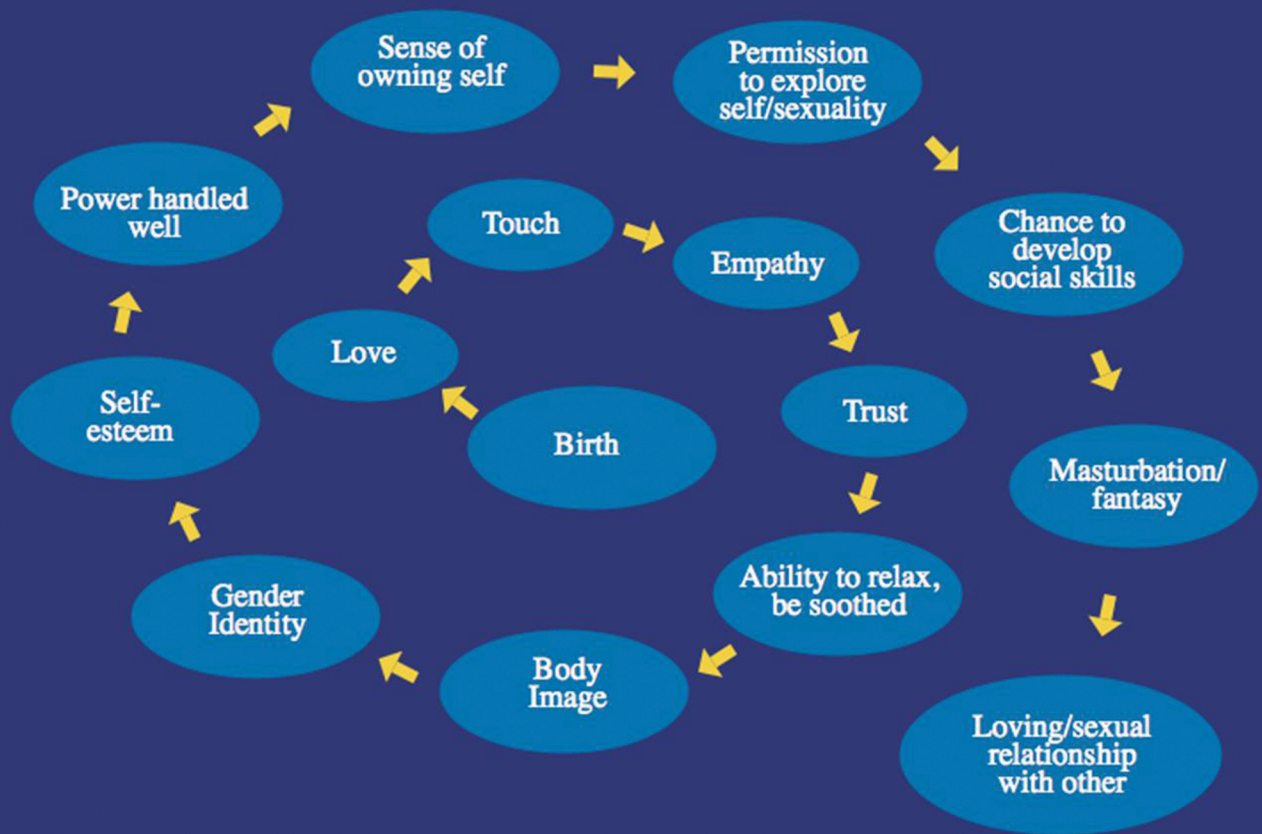 Sense of
owning self
Permission
to explore
self/sexuality
Power handled
well
Touch
Empathy
Chance to
develop
social skills
Love
Self-
esteem
Birth
Trust
Masturbation/
fantasy
Gender
Identity
Ability to relax,
be soothed
Body
Image
Loving/sexual
relationship
with other